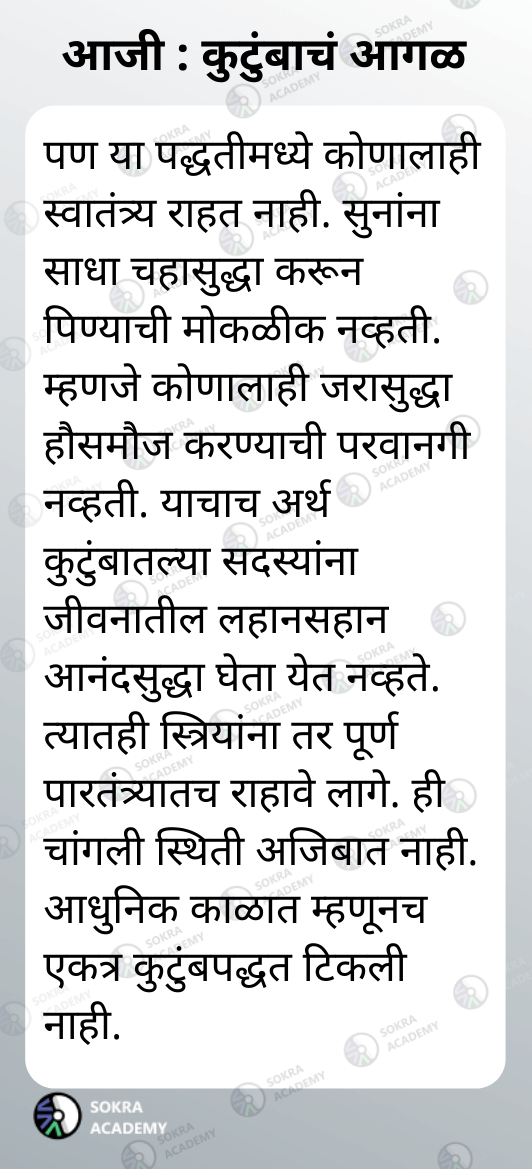 आजी : कुटुंबाचं आगळ
पण या पद्धतीमध्ये कोणालाही
स्वातंत्र्य राहत नाही. सुनांना
साधा चहासुद्धा करून
पिण्याची मोकळीक नव्हती.
म्हणजे कोणालाही जरासुद्धा
हौसमौज करण्याची परवानगी
नव्हती. याचाच अर्थ
कुटुंबातल्या सदस्यांना
जीवनातील लहानसहान
आनंदसुद्धा घेता येत नव्हते.
त्यातही स्त्रियांना तर पूर्ण
पारतंत्र्यातच राहावे लागे. ही
चांगली स्थिती अजिबात नाही.
आधुनिक काळात म्हणूनच
एकत्र कुटुंबपद्धत टिकली
नाही.
SOKRA
ACADEMY